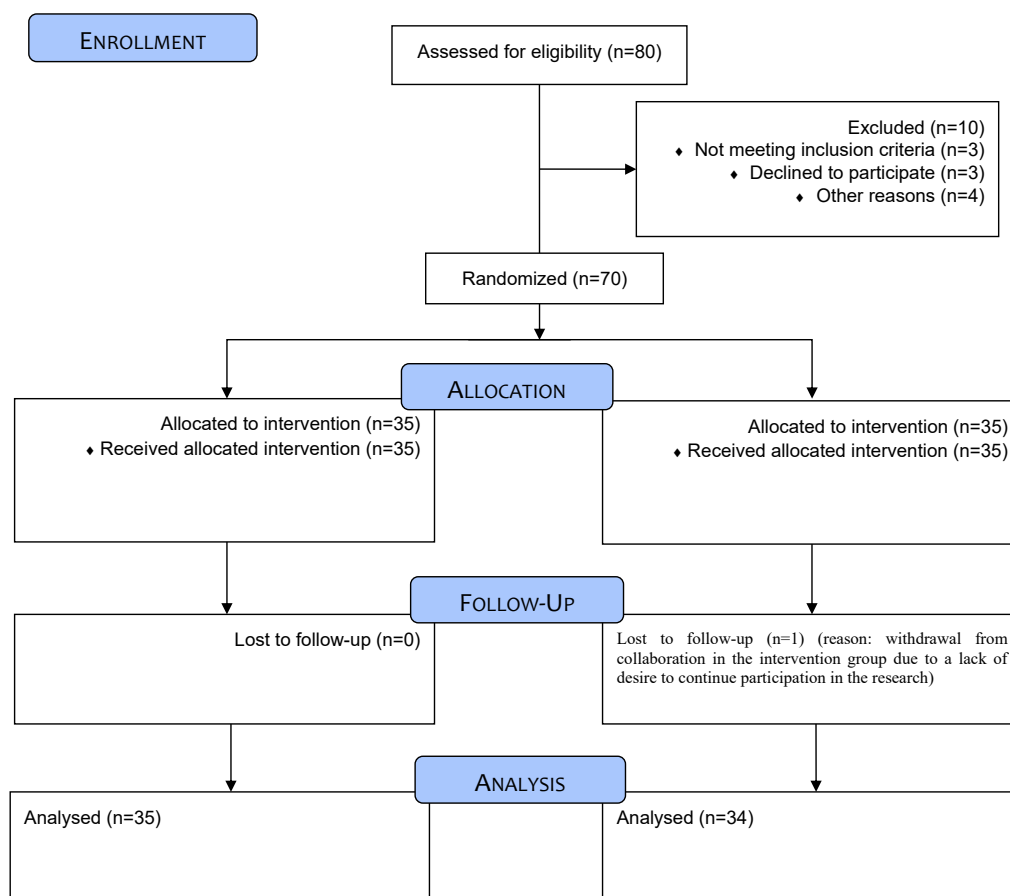 ENROLLMENT
Assessed for eligibility (n=80)
Excluded (n=10)
♦ Not meeting inclusion criteria (n=3)
♦ Declined to participate (n=3)
♦ Other reasons (n=4)
Randomized (n=70)
ALLOCATION
Allocated to intervention (n=35)
♦ Received allocated intervention (n=35)
Allocated to intervention (n=35)
♦ Received allocated intervention (n=35)
FOLLOW-UP
Lost to follow-up (n=0)
Lost to follow-up (n=1) (reason: withdrawal from
collaboration in the intervention group due to a lack of
desire to continue participation in the research)
ANALYSIS
Analysed (n=35)
Analysed (n=34)